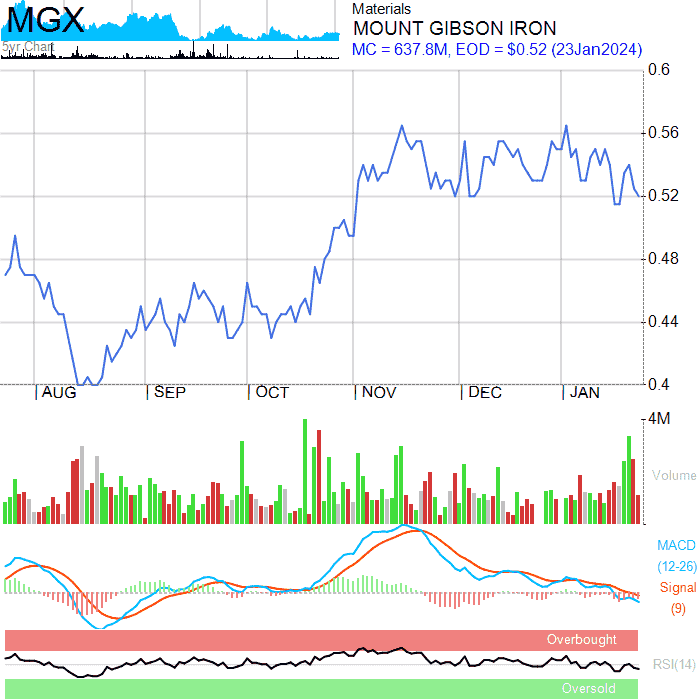 MGX
5yr Chart
Materials
MOUNT GIBSON IRON
MC = 637.8M, EOD = $0.52 (23Jan2024)
0.6
0.56
0.52
0.48
0.44
0.4
AUG
SEP
OCT
NOV
DEC
JAN
4M
Volume
MACD
(12-26)
Signal
(9)
Overbought
RSI(14)
Oversold